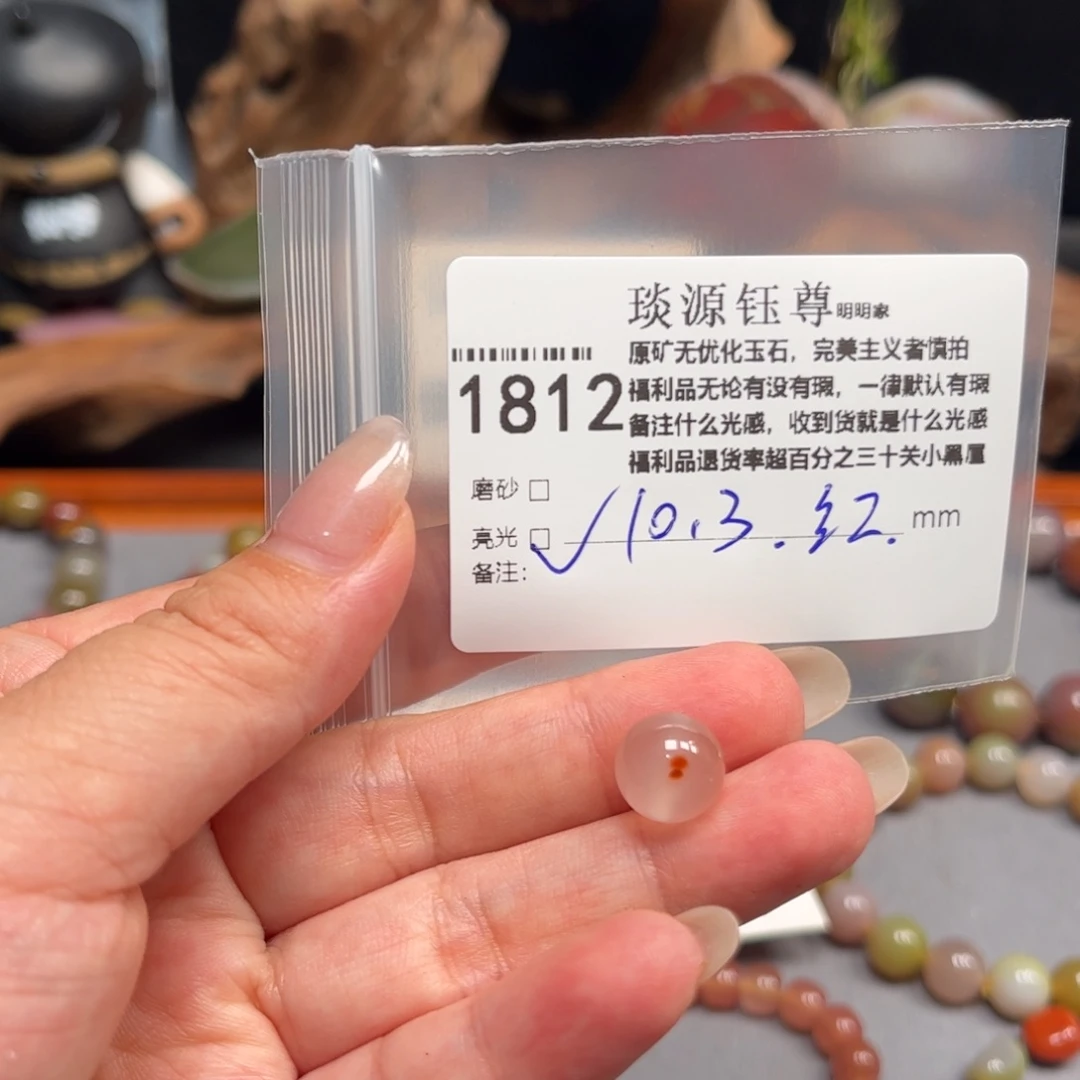 琰源钰尊明明家
原矿无优化玉石，完美主义者慎拍
1812
福利品无论有没有瑕，一律默认有瑕
备注什么光感，收到货就是什么光感
福利品退货率超百分之三十关小黑屋
磨砂 □
亮光 □ ✓ 10.3. 红. mm
备注：